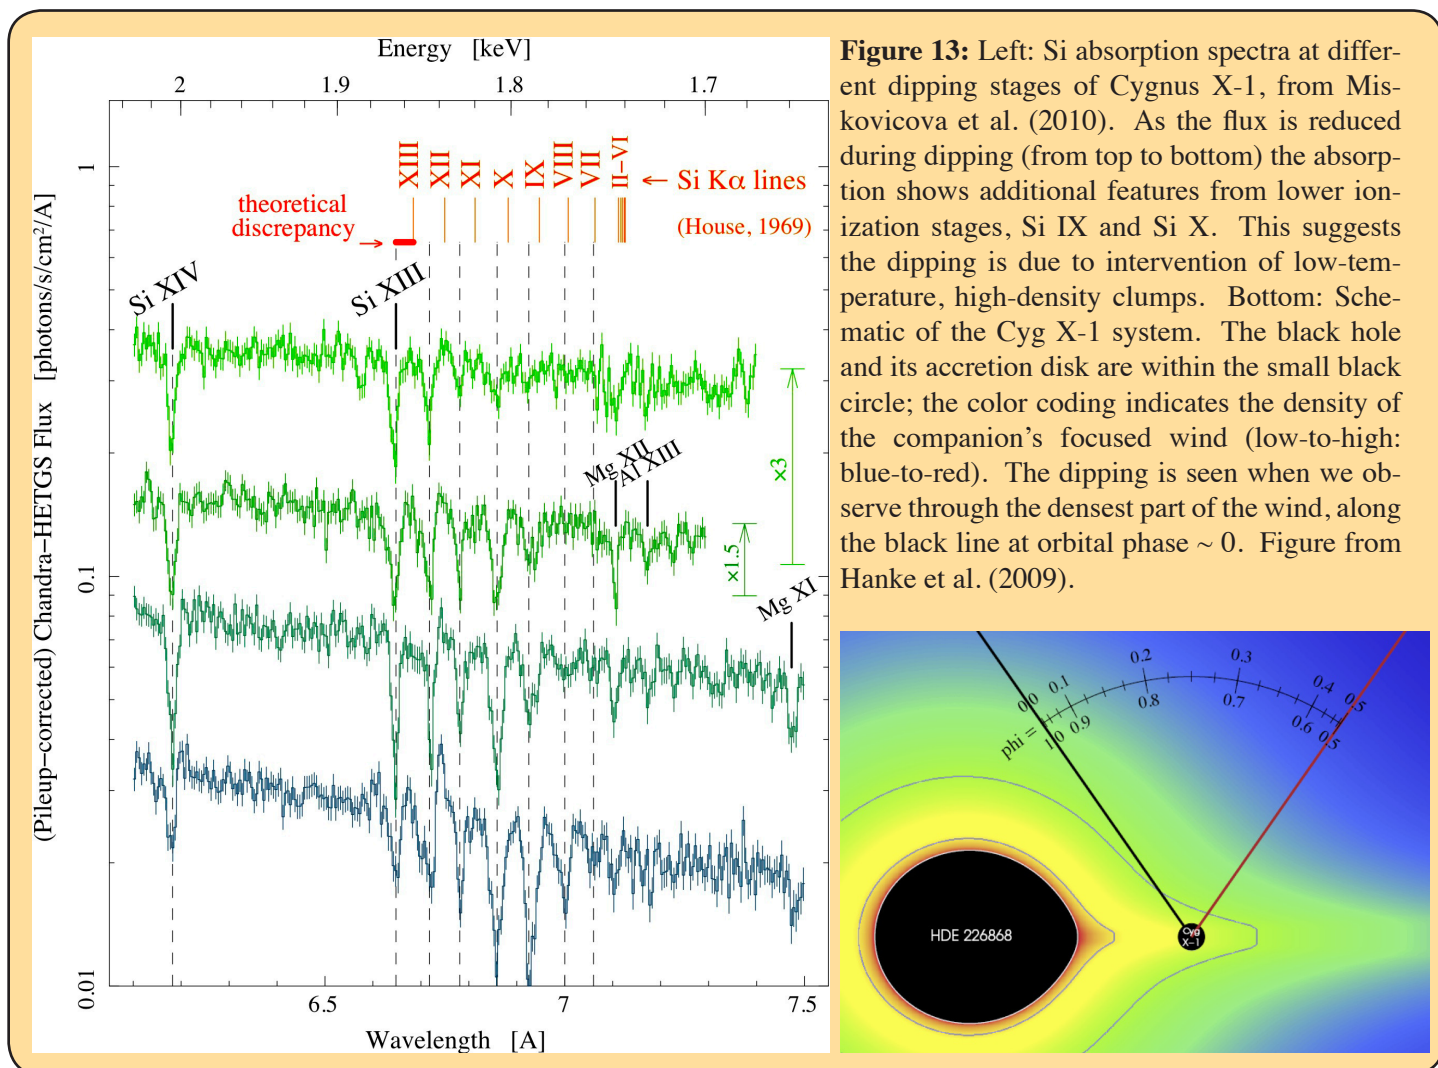 Energy [keV]
2 1.9 1.8 1.7
XIII XII XI X IX VIII VII II–VI
← Si Kα lines
(House, 1969)
theoretical
discrepancy →
Si XIV
Si XIII
Mg XII
Al XIII
Mg XI
×3
×1.5
(Pileup–corrected) Chandra–HETGS Flux [photons/s/cm²/A]
1
0.1
0.01
6.5 7 7.5
Wavelength [A]
Figure 13: Left: Si absorption spectra at differ-
ent dipping stages of Cygnus X-1, from Mis-
kovicova et al. (2010). As the flux is reduced
during dipping (from top to bottom) the absorp-
tion shows additional features from lower ion-
ization stages, Si IX and Si X. This suggests
the dipping is due to intervention of low-tem-
perature, high-density clumps. Bottom: Sche-
matic of the Cyg X-1 system. The black hole
and its accretion disk are within the small black
circle; the color coding indicates the density of
the companion's focused wind (low-to-high:
blue-to-red). The dipping is seen when we ob-
serve through the densest part of the wind, along
the black line at orbital phase ~ 0. Figure from
Hanke et al. (2009).
0.0 0.1 0.2 0.3 0.4 0.5
phi =
1.0 0.9 0.8 0.7 0.6 0.5
HDE 226868
Cyg
X-1